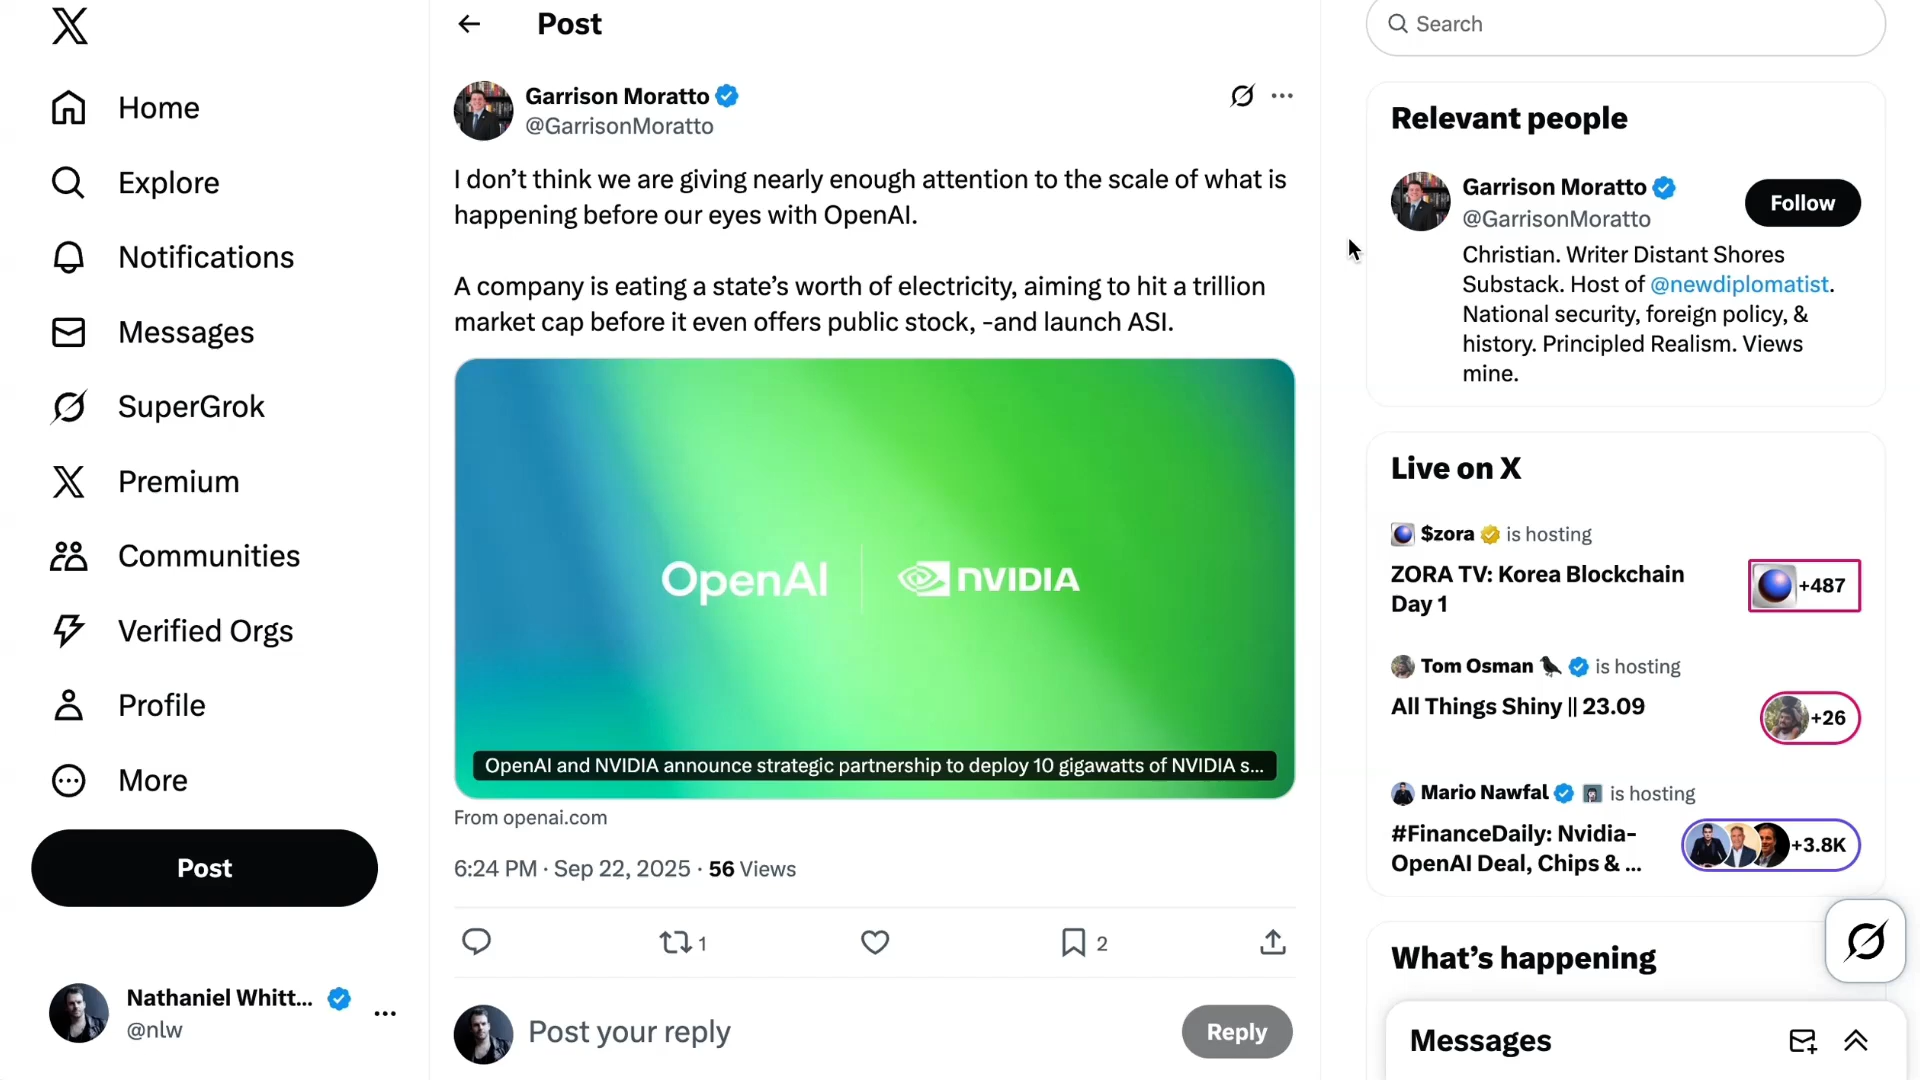 Home
Explore
Notifications
Messages
SuperGrok
Premium
Communities
Verified Orgs
Profile
More
Post
Nathaniel Whitt...
@nlw
Post
Garrison Moratto
@GarrisonMoratto
I don’t think we are giving nearly enough attention to the scale of what is
happening before our eyes with OpenAI.
A company is eating a state’s worth of electricity, aiming to hit a trillion
market cap before it even offers public stock, -and launch ASI.
OpenAI
NVIDIA
OpenAI and NVIDIA announce strategic partnership to deploy 10 gigawatts of NVIDIA s...
From openai.com
6:24 PM · Sep 22, 2025 · 56 Views
1
2
Post your reply
Reply
Search
Relevant people
Garrison Moratto
@GarrisonMoratto
Follow
Christian. Writer Distant Shores
Substack. Host of @newdiplomatist.
National security, foreign policy, &
history. Principled Realism. Views
mine.
Live on X
$zora is hosting
ZORA TV: Korea Blockchain
Day 1
+487
Tom Osman is hosting
All Things Shiny || 23.09
+26
Mario Nawfal is hosting
#FinanceDaily: Nvidia-
OpenAI Deal, Chips & ...
+3.8K
What’s happening
Messages